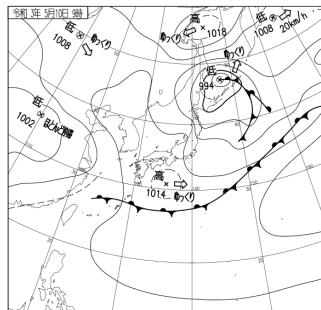 令和 3年 5月10日 9時
高
1018
ゆっくり
低
1008
20km/h
低
1008
ゆっくり
ゆっくり
低
994
低
1002
ほとんど停滞
高
1014
ゆっくり